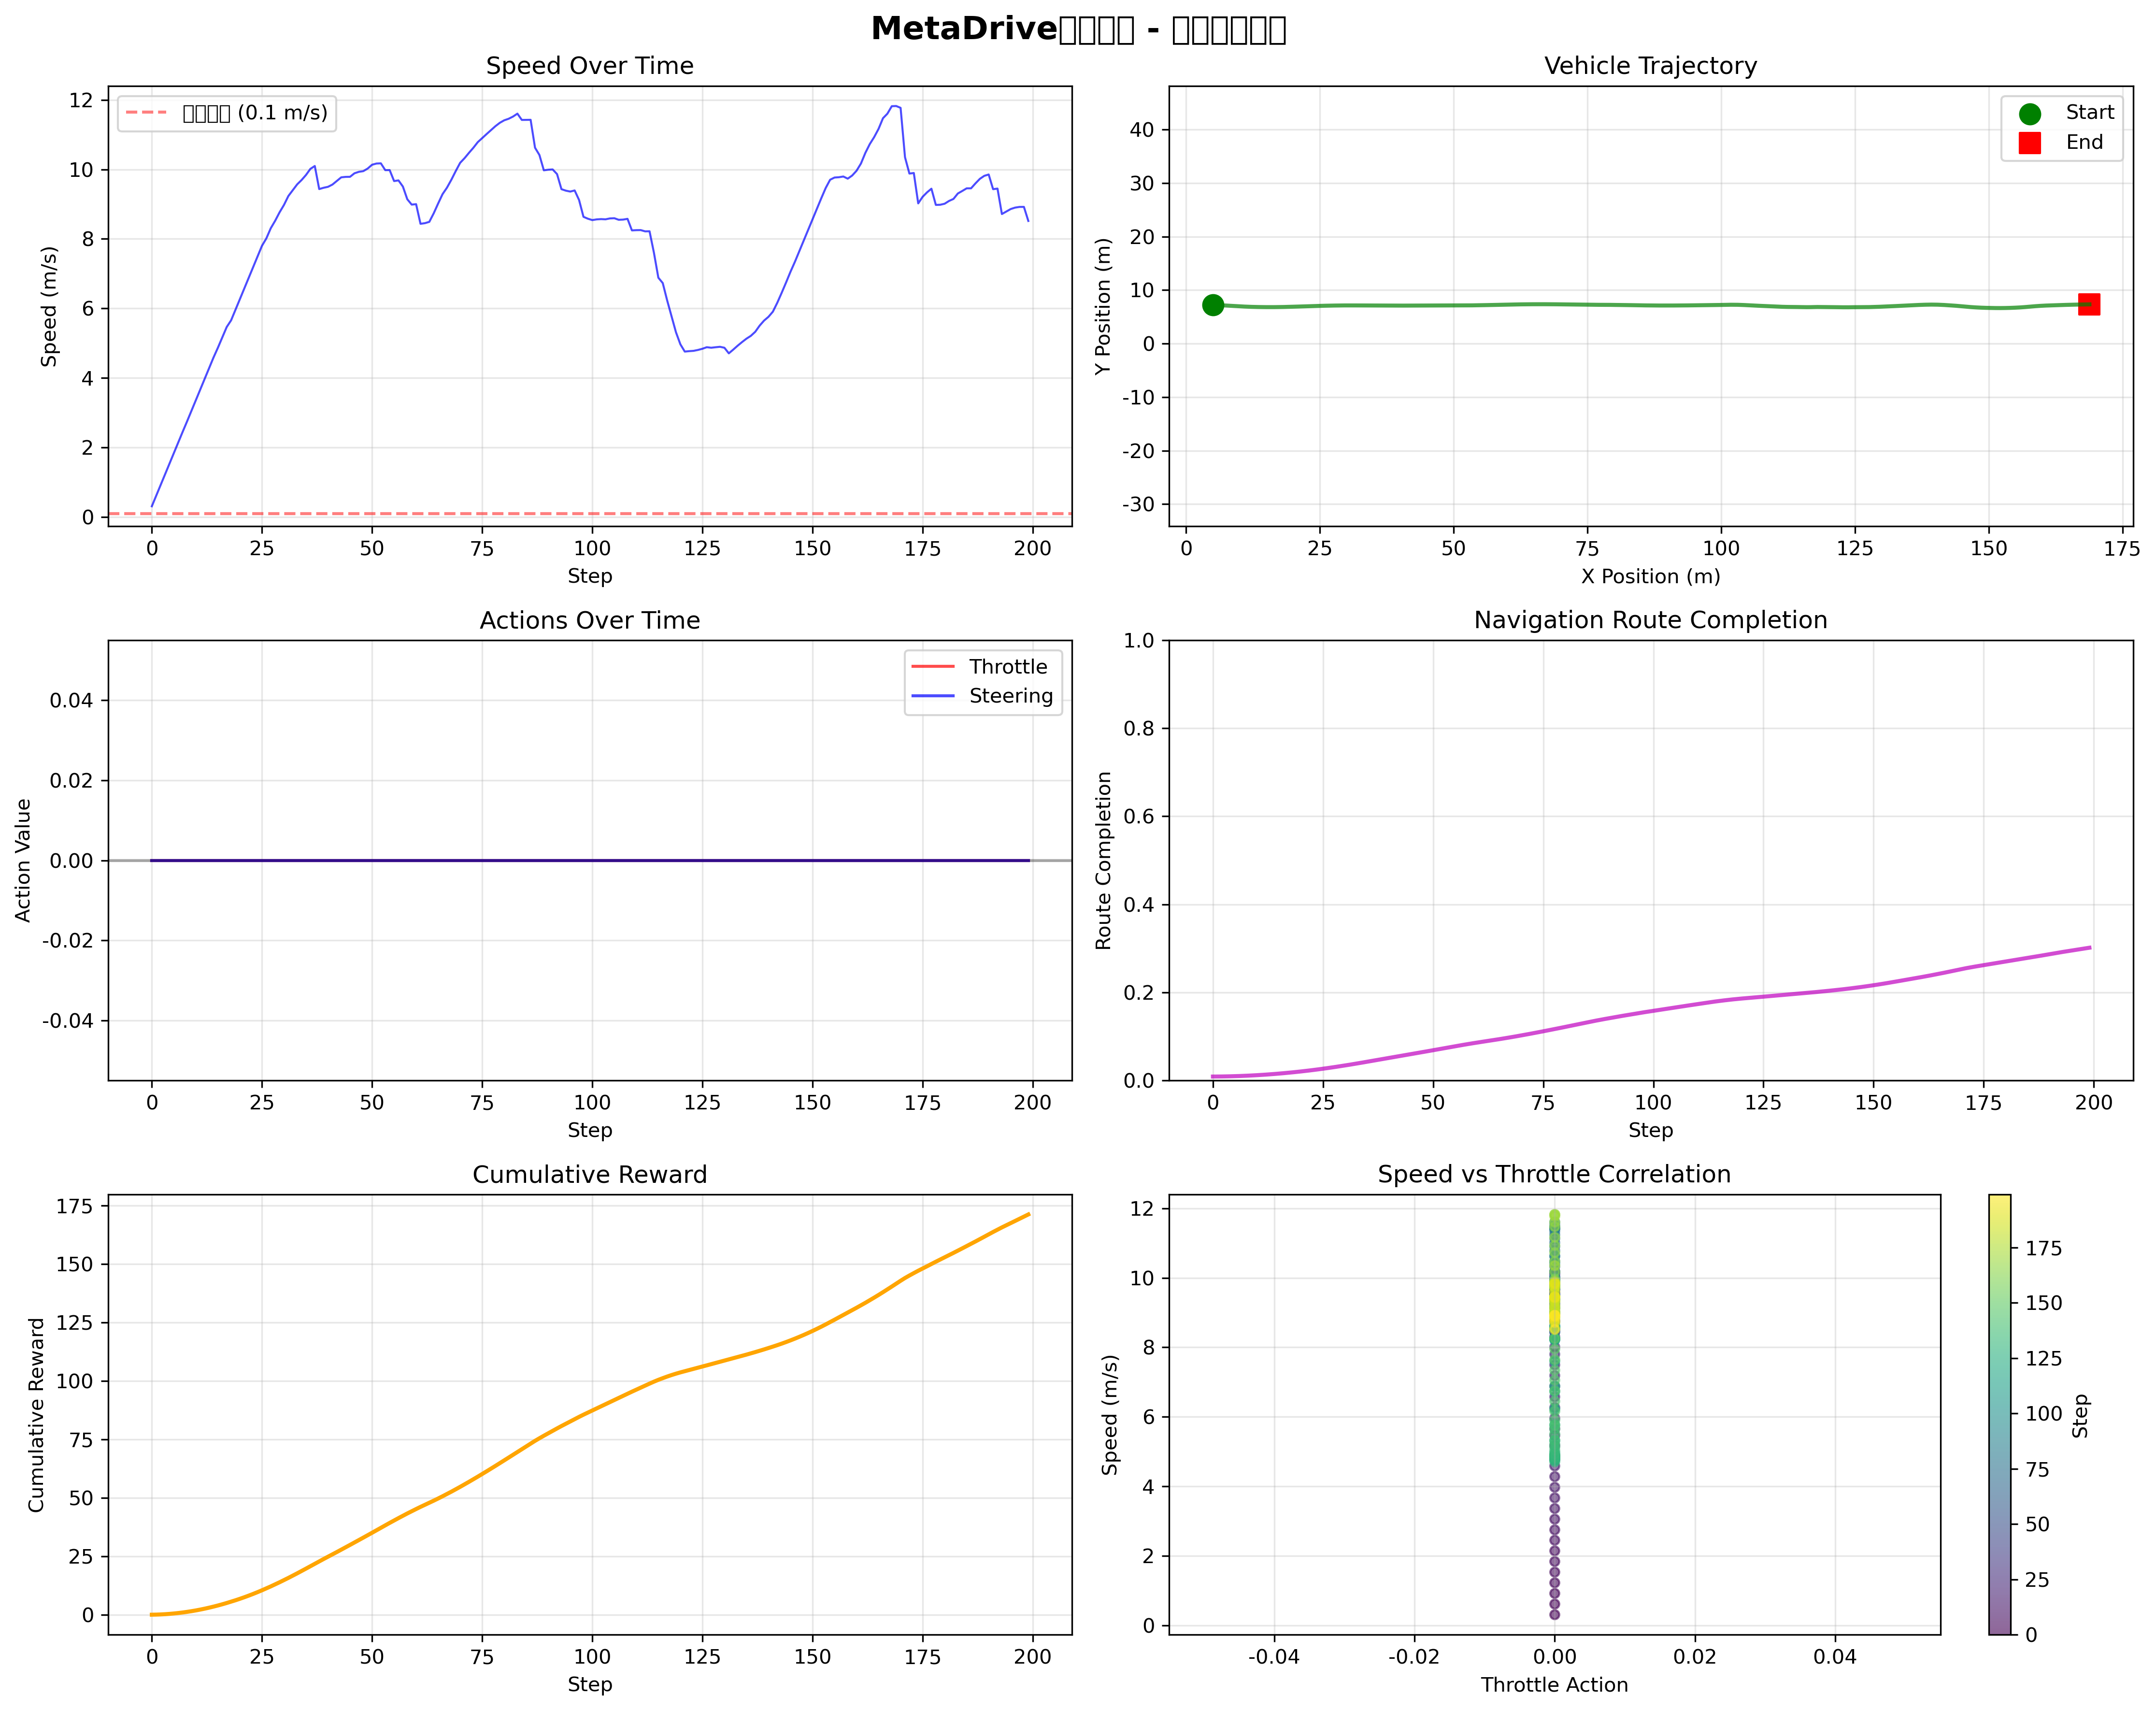 MetaDrive□□□□ - □□□□□□
Speed Over Time
□□□□ (0.1 m/s)
12
10
8
6
4
2
0
Speed (m/s)
0 25 50 75 100 125 150 175 200
Step
Vehicle Trajectory
Start
End
40
30
20
10
0
-10
-20
-30
Y Position (m)
0 25 50 75 100 125 150 175
X Position (m)
Actions Over Time
Throttle
Steering
0.04
0.02
0.00
-0.02
-0.04
Action Value
0 25 50 75 100 125 150 175 200
Step
Navigation Route Completion
1.0
0.8
0.6
0.4
0.2
0.0
Route Completion
0 25 50 75 100 125 150 175 200
Step
Cumulative Reward
175
150
125
100
75
50
25
0
Cumulative Reward
0 25 50 75 100 125 150 175 200
Step
Speed vs Throttle Correlation
12
10
8
6
4
2
0
Speed (m/s)
-0.04 -0.02 0.00 0.02 0.04
Throttle Action
175
150
125
100
75
50
25
0
Step